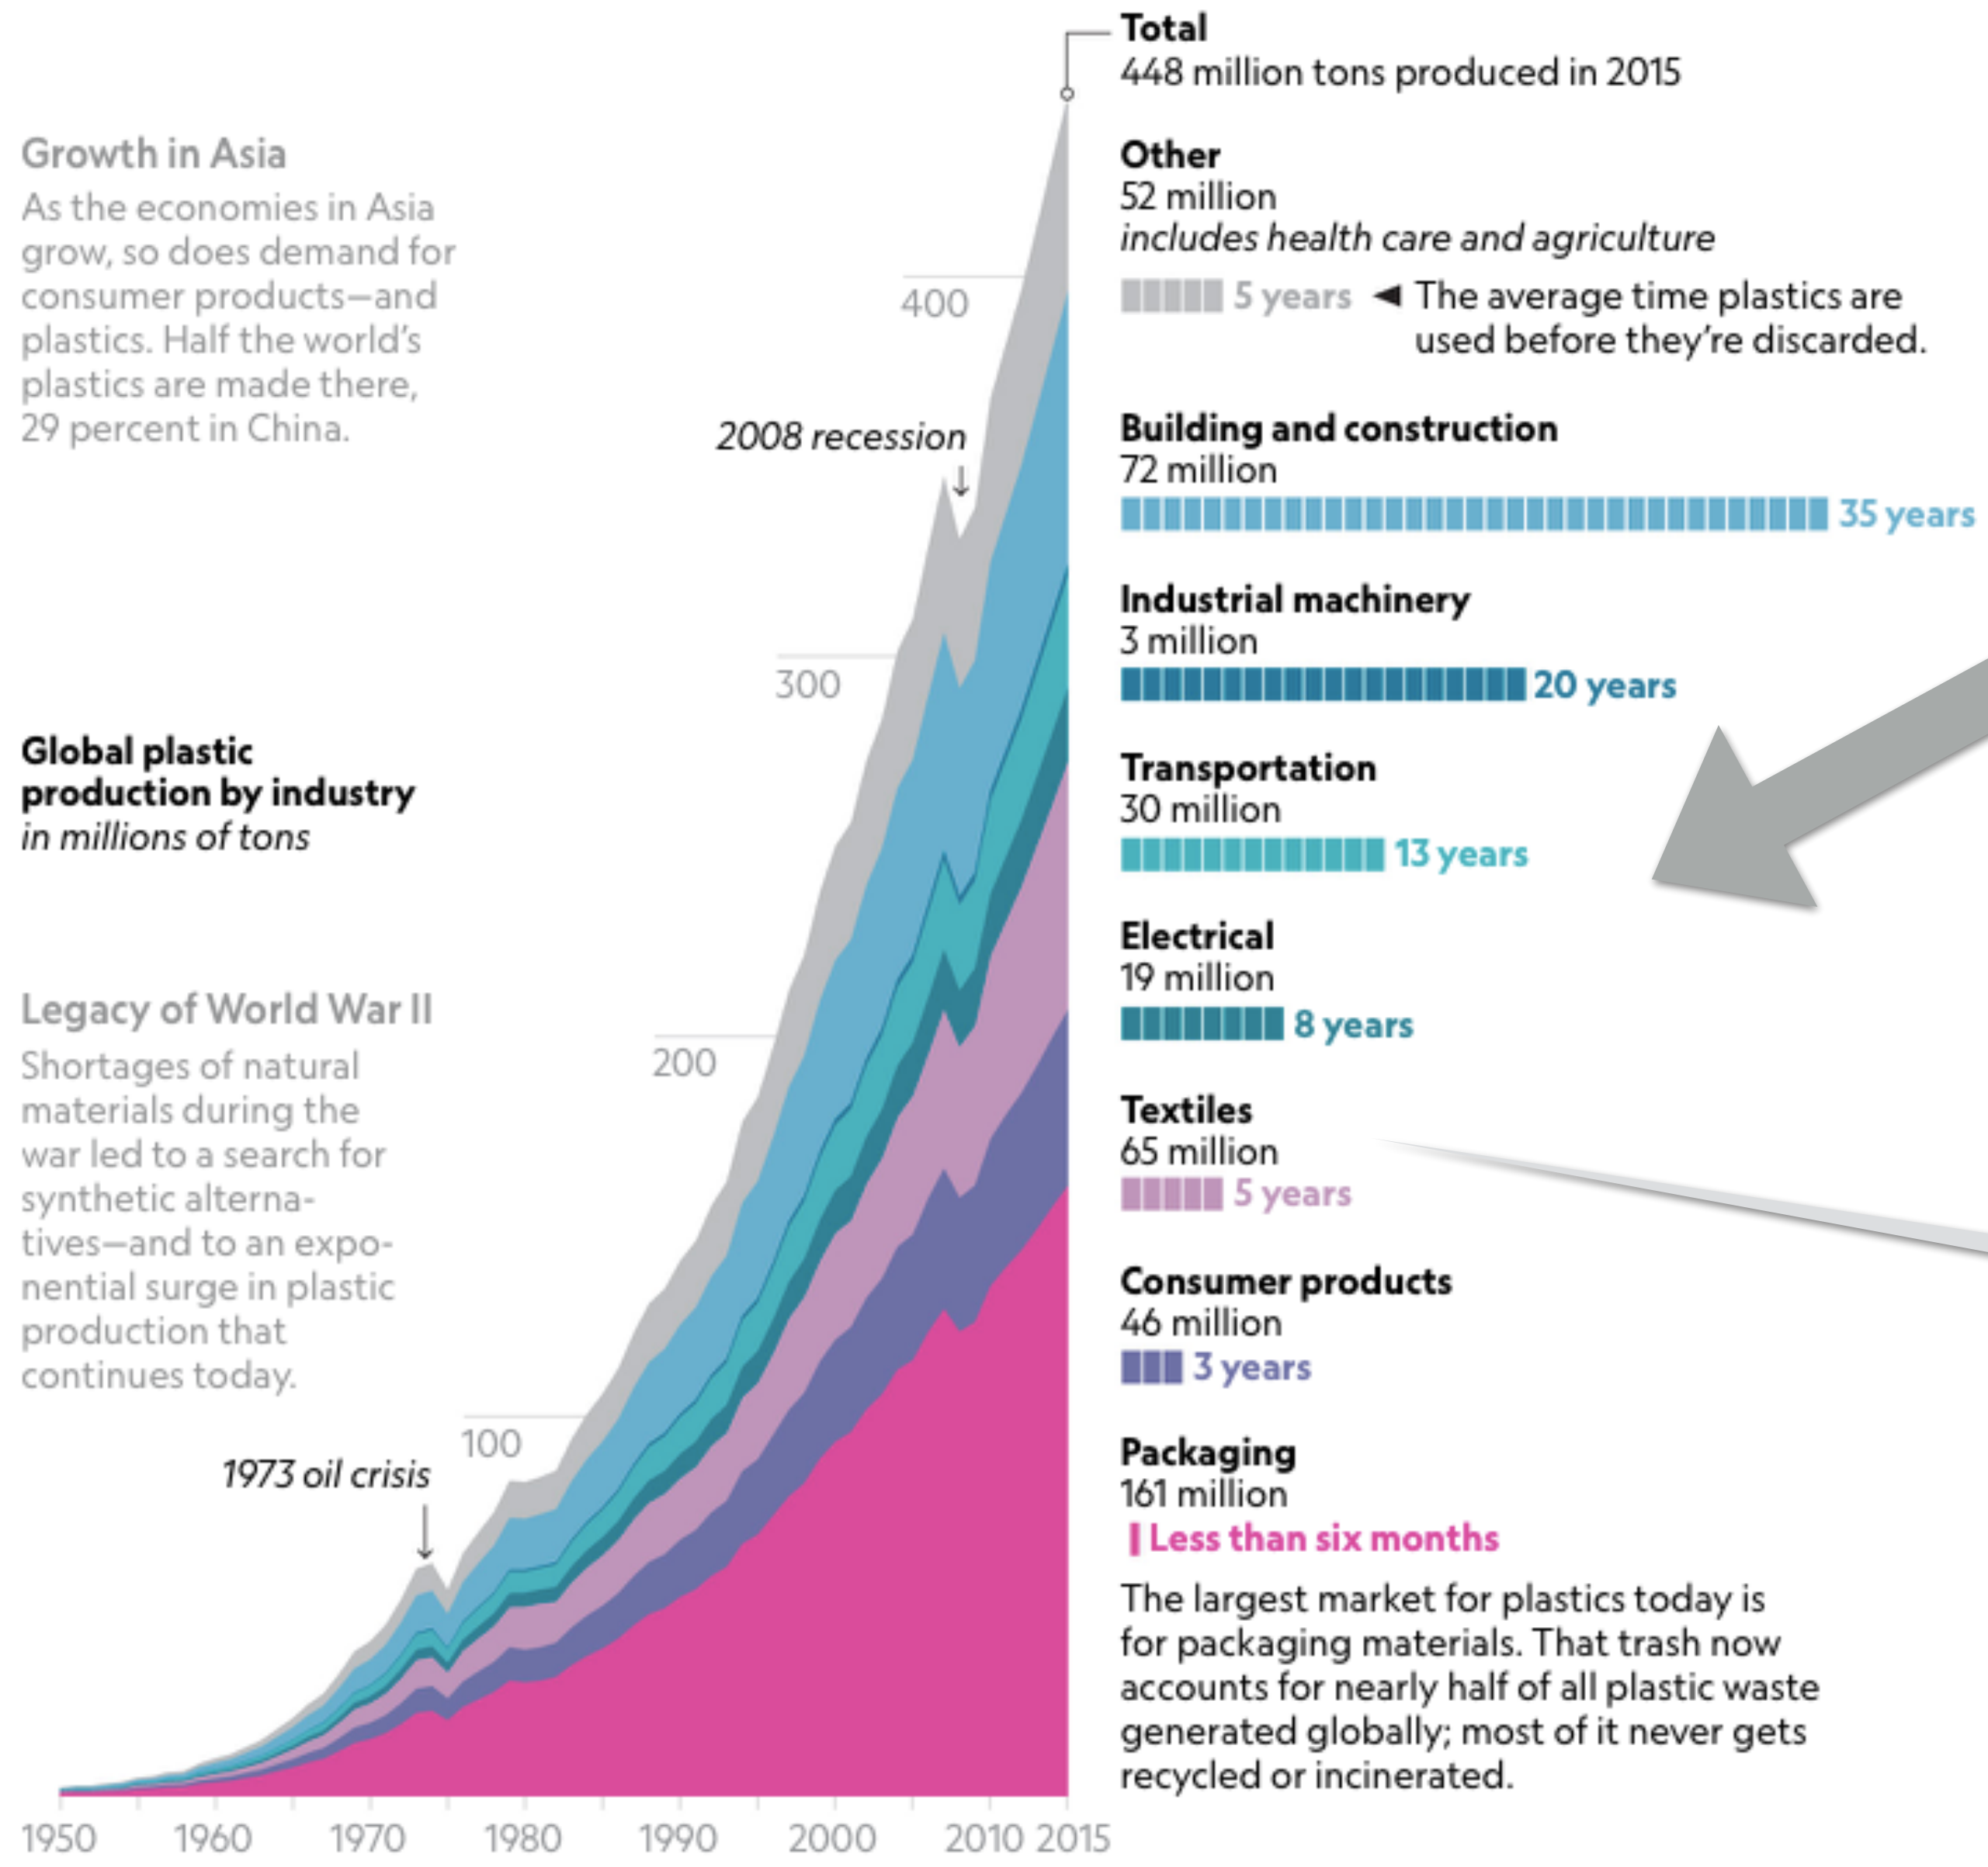 Total
448 million tons produced in 2015
Growth in Asia
As the economies in Asia
grow, so does demand for
consumer products—and
plastics. Half the world's
plastics are made there,
29 percent in China.
Other
52 million
includes health care and agriculture
5 years ◄ The average time plastics are
used before they're discarded.
400
2008 recession
Building and construction
72 million
35 years
Industrial machinery
3 million
20 years
300
Global plastic
production by industry
in millions of tons
Transportation
30 million
13 years
Electrical
19 million
8 years
Legacy of World War II
Shortages of natural
materials during the
war led to a search for
synthetic alterna-
tives—and to an expo-
nential surge in plastic
production that
continues today.
200
Textiles
65 million
5 years
Consumer products
46 million
3 years
100
1973 oil crisis
Packaging
161 million
Less than six months
The largest market for plastics today is
for packaging materials. That trash now
accounts for nearly half of all plastic waste
generated globally; most of it never gets
recycled or incinerated.
1950 1960 1970 1980 1990 2000 2010 2015